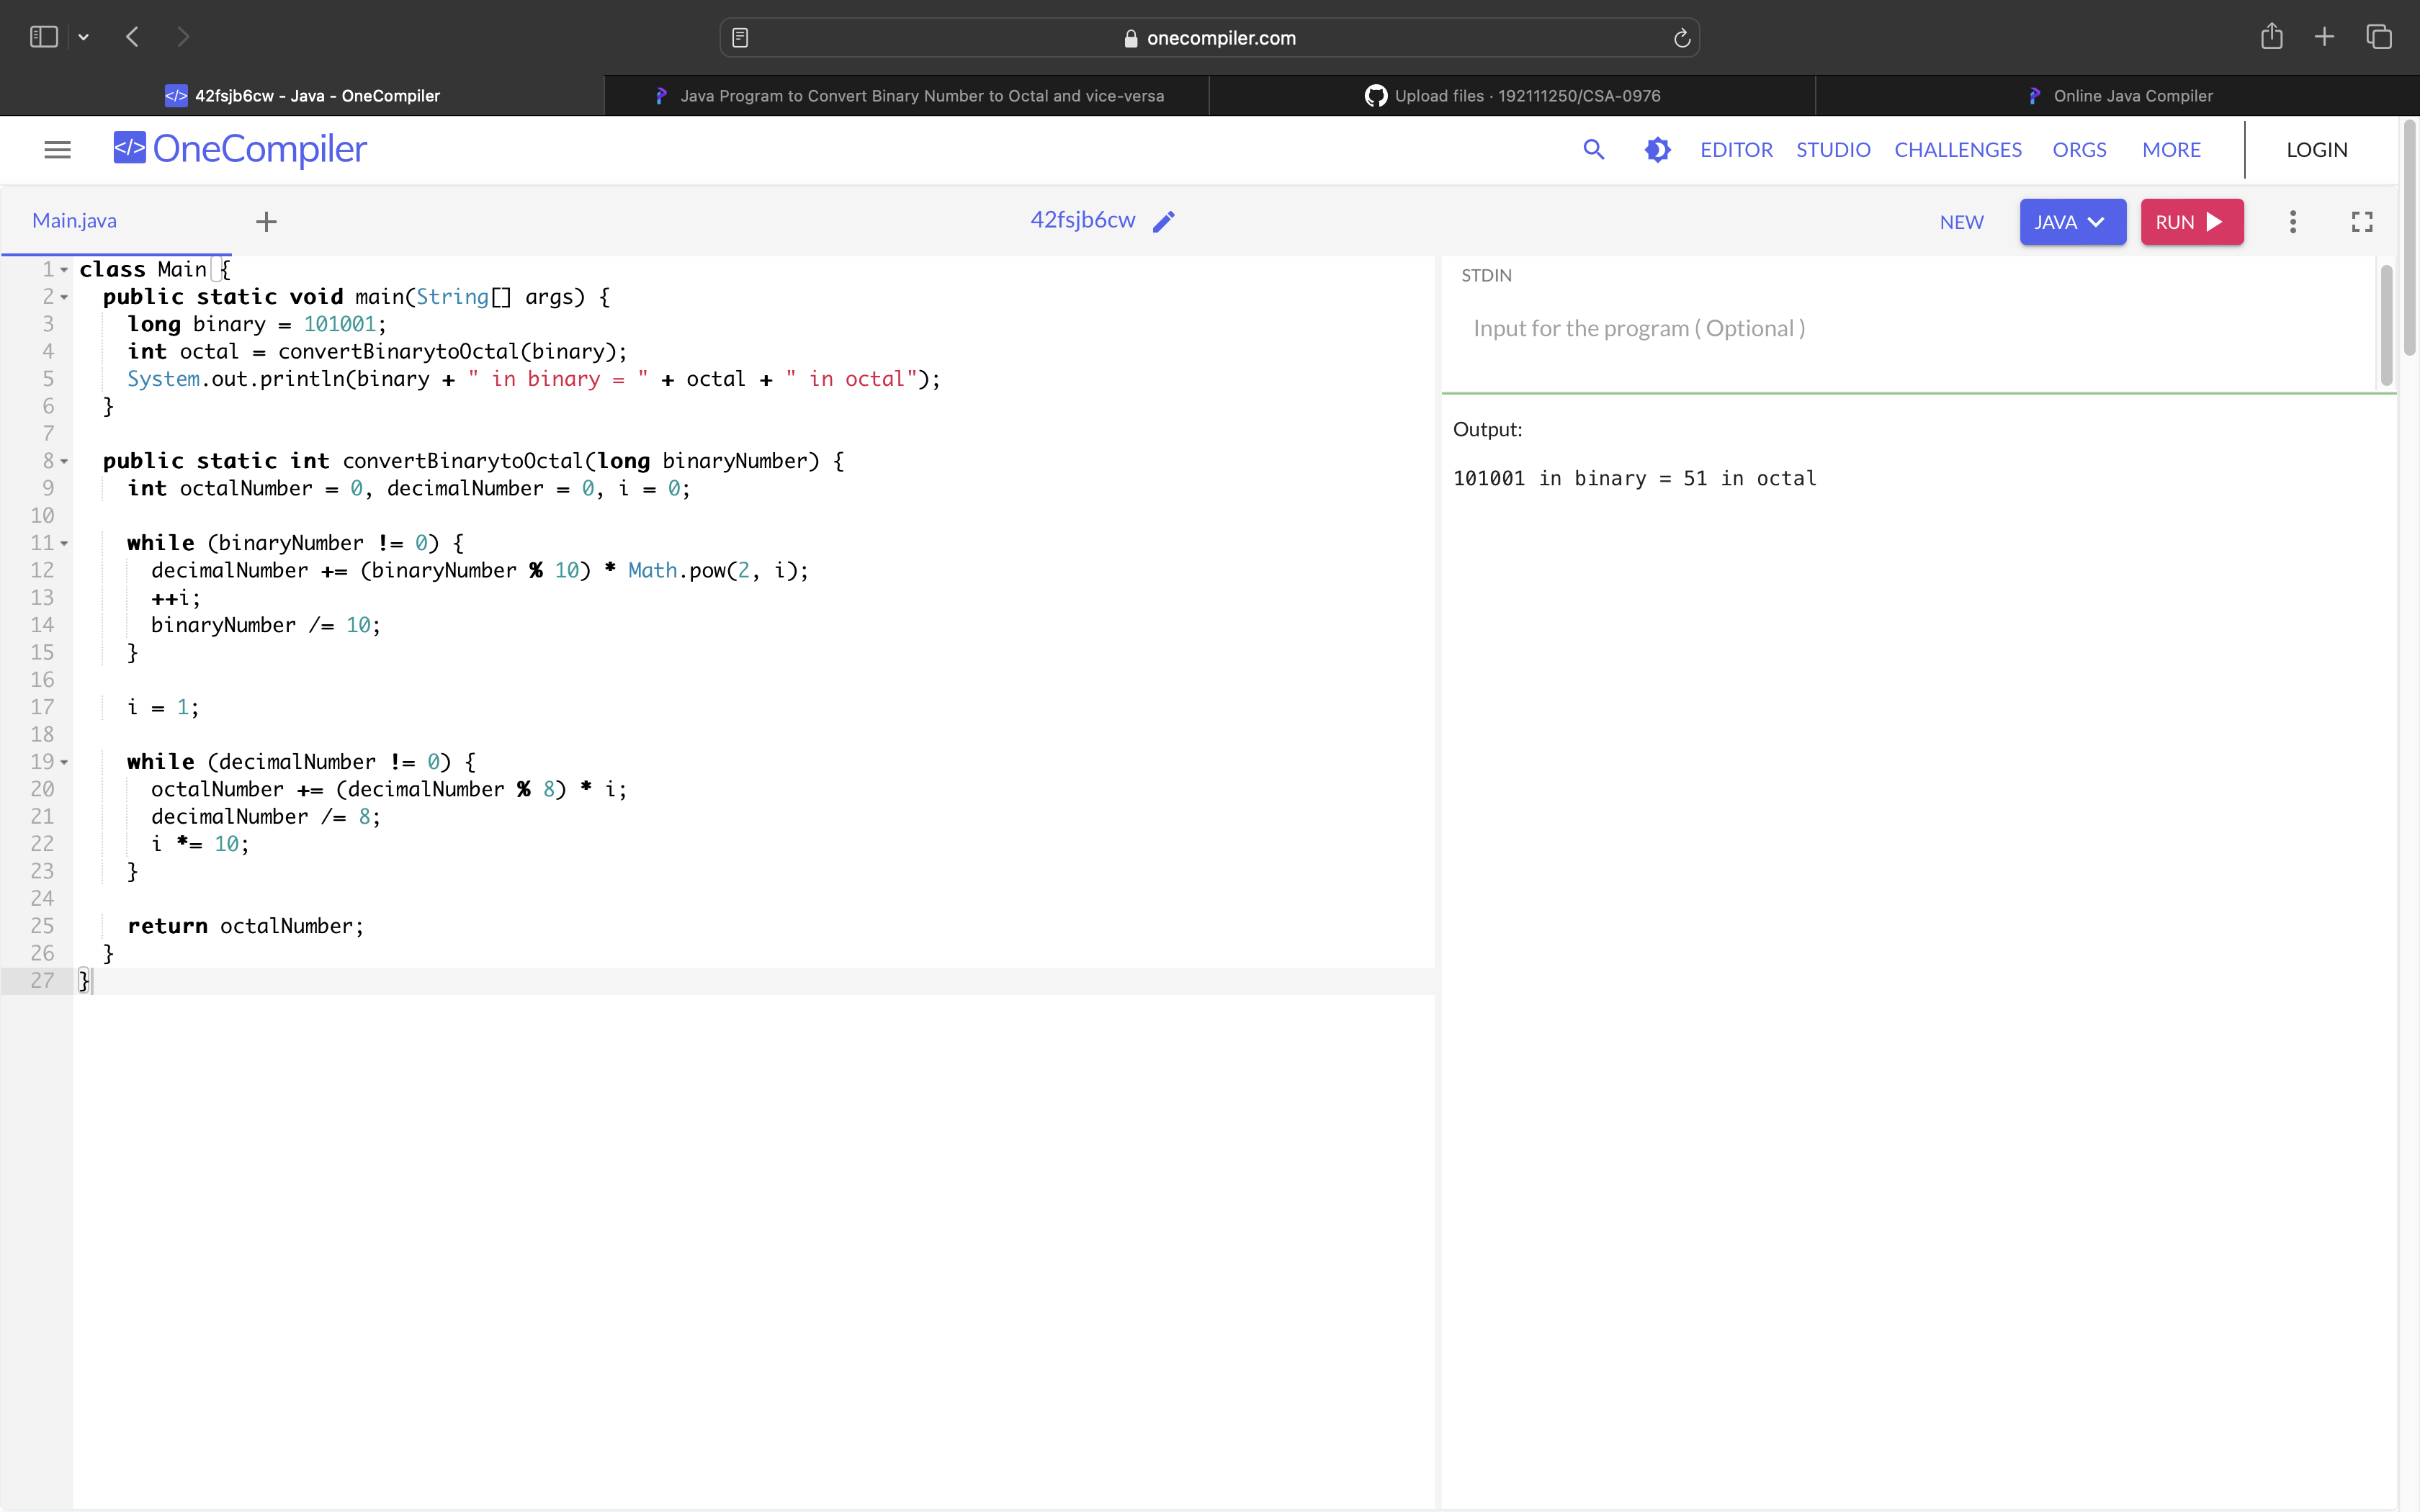 onecompiler.com
42fsjb6cw - Java - OneCompiler
Java Program to Convert Binary Number to Octal and vice-versa
Upload files · 192111250/CSA-0976
Online Java Compiler
</> OneCompiler
EDITOR STUDIO CHALLENGES ORGS MORE LOGIN
Main.java +
42fsjb6cw
NEW JAVA RUN
1 class Main {
2 public static void main(String[] args) {
3 long binary = 101001;
4 int octal = convertBinarytoOctal(binary);
5 System.out.println(binary + " in binary = " + octal + " in octal");
6 }
7
8 public static int convertBinarytoOctal(long binaryNumber) {
9 int octalNumber = 0, decimalNumber = 0, i = 0;
10
11 while (binaryNumber != 0) {
12 decimalNumber += (binaryNumber % 10) * Math.pow(2, i);
13 ++i;
14 binaryNumber /= 10;
15 }
16
17 i = 1;
18
19 while (decimalNumber != 0) {
20 octalNumber += (decimalNumber % 8) * i;
21 decimalNumber /= 8;
22 i *= 10;
23 }
24
25 return octalNumber;
26 }
27 }
STDIN
Input for the program ( Optional )
Output:
101001 in binary = 51 in octal